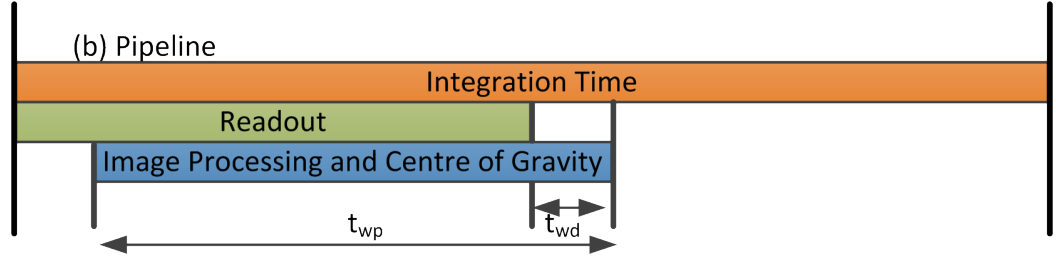 (b) Pipeline
Integration Time
Readout
Image Processing and Centre of Gravity
twp
twd